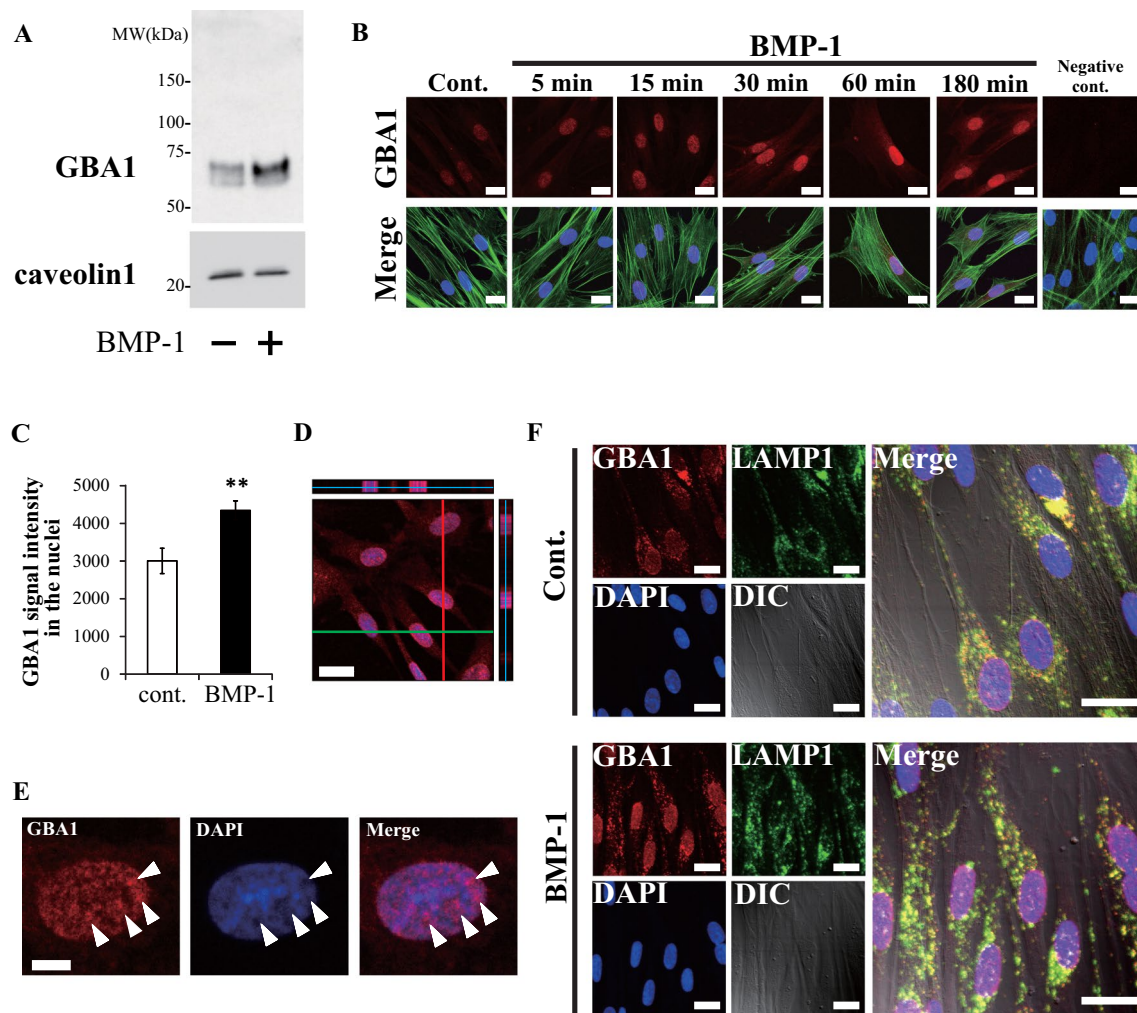 A
MW(kDa)
150-
100-
75-
50-
20-
GBA1
caveolin1
BMP-1 − +
B
BMP-1
Cont. 5 min 15 min 30 min 60 min 180 min Negative cont.
GBA1
Merge
C
GBA1 signal intensity
in the nuclei
5000
4000
3000
2000
1000
0
**
cont. BMP-1
D
E
GBA1 DAPI Merge
F
Cont.
GBA1 LAMP1 Merge
DAPI DIC
BMP-1
GBA1 LAMP1 Merge
DAPI DIC